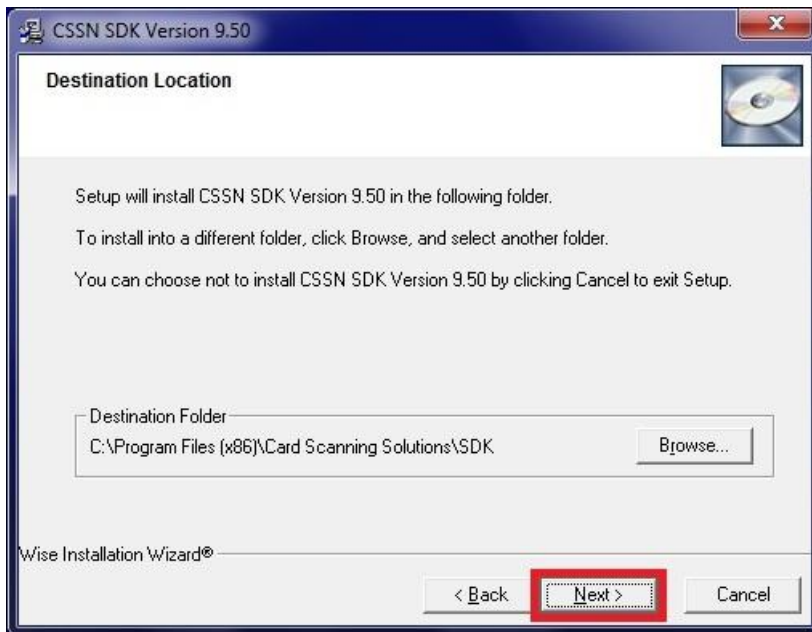 CSSN SDK Version 9.50
Destination Location
Setup will install CSSN SDK Version 9.50 in the following folder.
To install into a different folder, click Browse, and select another folder.
You can choose not to install CSSN SDK Version 9.50 by clicking Cancel to exit Setup.
Destination Folder
C:\Program Files (x86)\Card Scanning Solutions\SDK
Browse...
Wise Installation Wizard®
< Back
Next >
Cancel